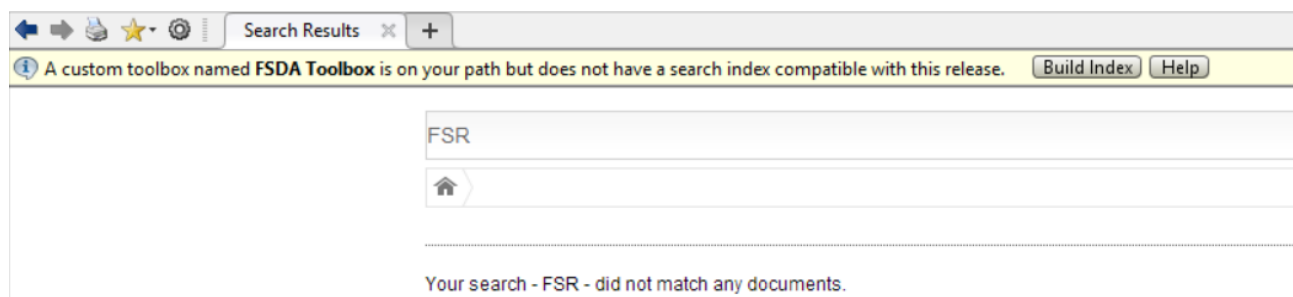 Search Results
A custom toolbox named FSDA Toolbox is on your path but does not have a search index compatible with this release. Build Index Help
FSR
Your search - FSR - did not match any documents.